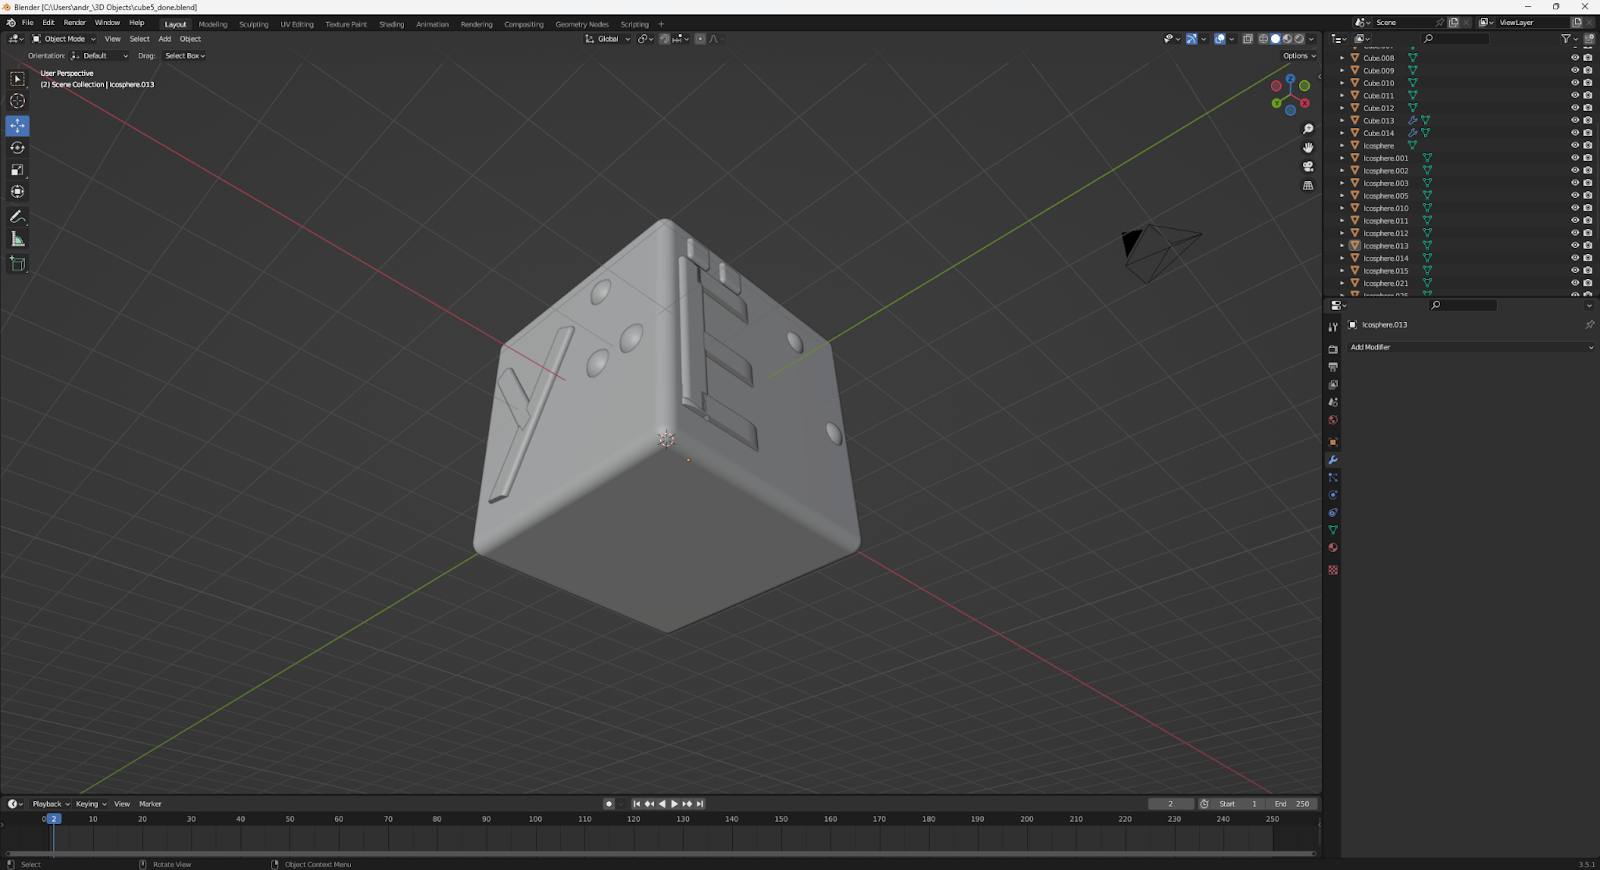 Blender [C:\Users\andr_\3D Objects\cube5_done.blend]
File Edit Render Window Help Layout Modeling Sculpting UV Editing Texture Paint Shading Animation Rendering Compositing Geometry Nodes Scripting + Scene ViewLayer
Object Mode View Select Add Object Global
Orientation: Default Drag: Select Box Options
User Perspective
(2) Scene Collection | Icosphere.013
Z
Y X
Cube.008
Cube.009
Cube.010
Cube.011
Cube.012
Cube.013
Cube.014
Icosphere
Icosphere.001
Icosphere.002
Icosphere.003
Icosphere.005
Icosphere.010
Icosphere.011
Icosphere.012
Icosphere.013
Icosphere.014
Icosphere.015
Icosphere.021
Icosphere.013
Add Modifier
Playback Keying View Marker 2 Start 1 End 250
0 2 10 20 30 40 50 60 70 80 90 100 110 120 130 140 150 160 170 180 190 200 210 220 230 240 250
Select Rotate View Object Context Menu 3.5.1